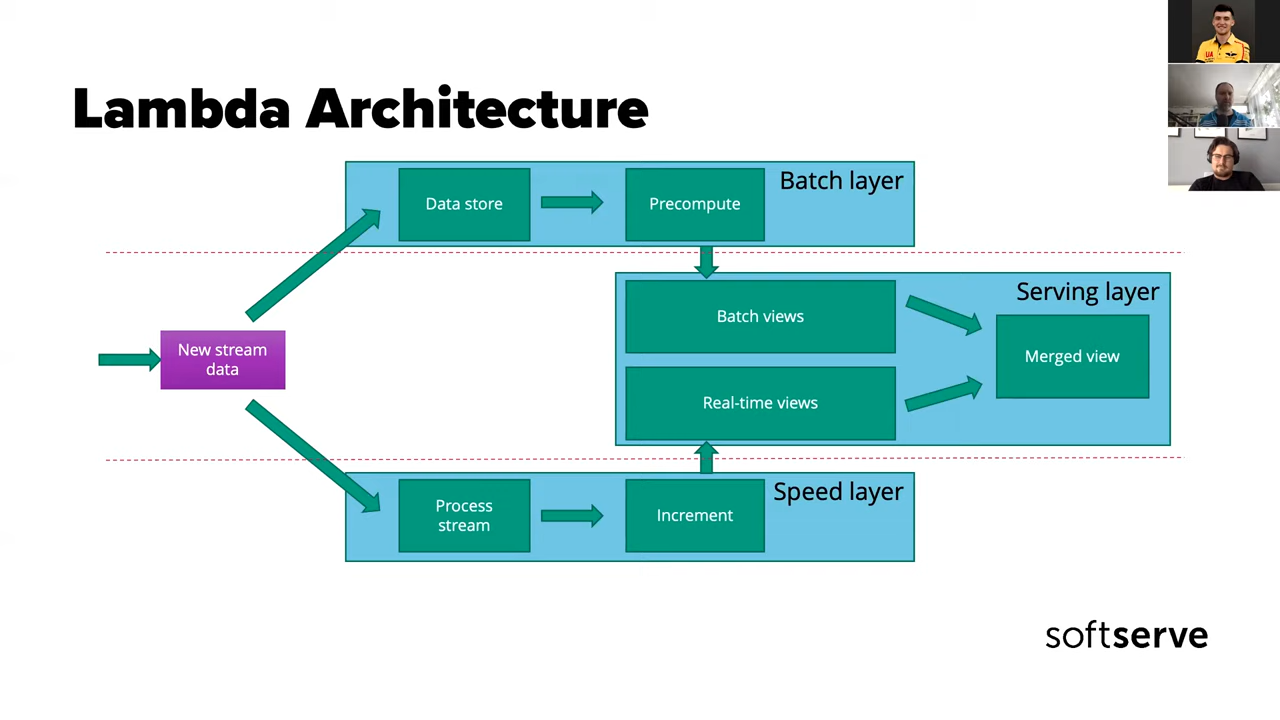 Lambda Architecture
Data store
Precompute
Batch layer
New stream
data
Batch views
Real-time views
Serving layer
Merged view
Process
stream
Increment
Speed layer
softserve
UA